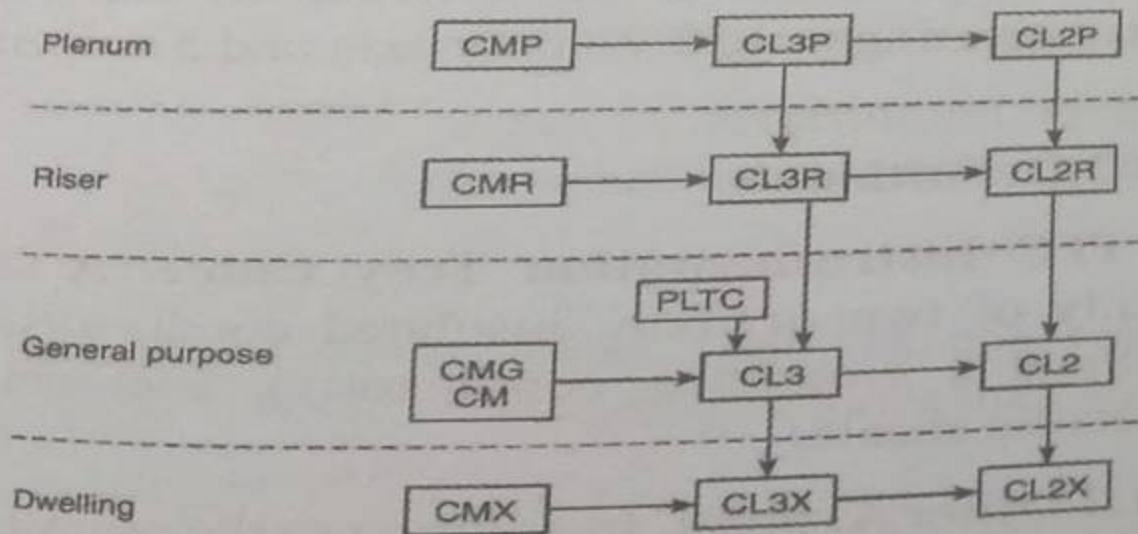 Plenum CMP CL3P CL2P
Riser CMR CL3R CL2R
PLTC
General purpose CMG CL3 CL2
CM
Dwelling CMX CL3X CL2X